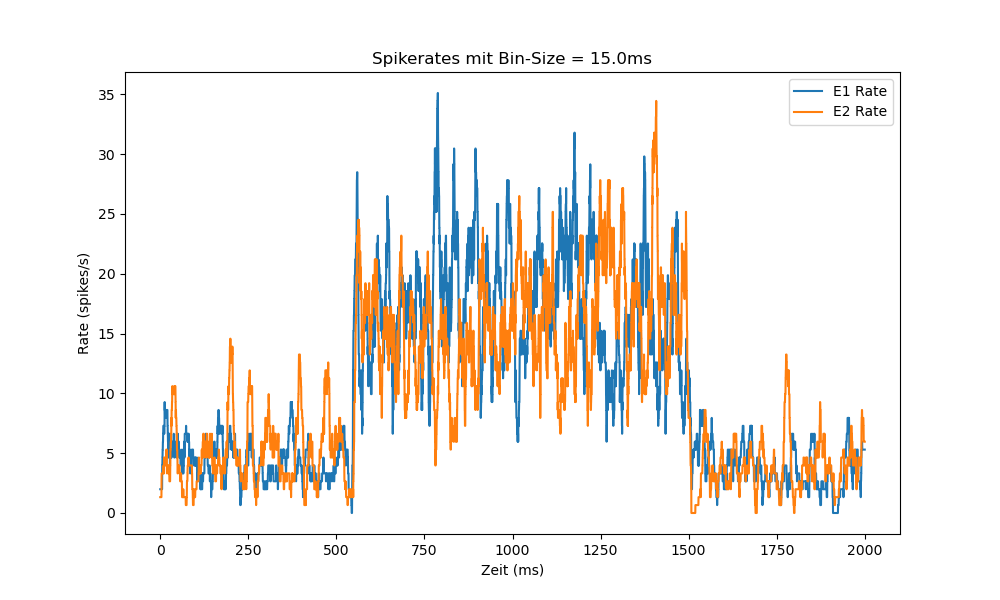 Spikerates mit Bin-Size = 15.0ms
E1 Rate
E2 Rate
35
30
25
20
15
10
5
0
Rate (spikes/s)
0 250 500 750 1000 1250 1500 1750 2000
Zeit (ms)